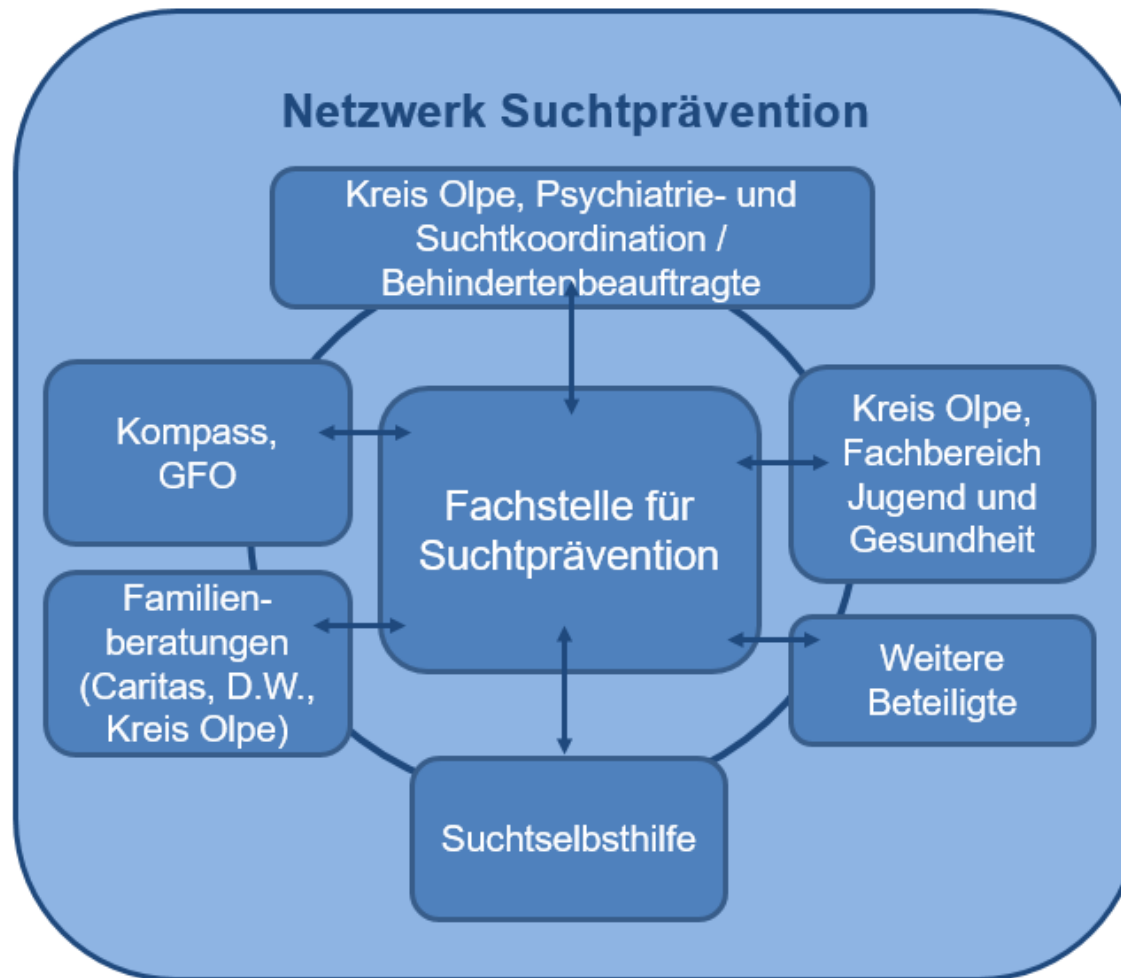 Netzwerk Suchtprävention
Kreis Olpe, Psychiatrie- und
Suchtkoordination /
Behindertenbeauftragte
Kompass,
GFO
Fachstelle für
Suchtprävention
Kreis Olpe,
Fachbereich
Jugend und
Gesundheit
Familien-
beratungen
(Caritas, D.W.,
Kreis Olpe)
Weitere
Beteiligte
Suchtselbsthilfe